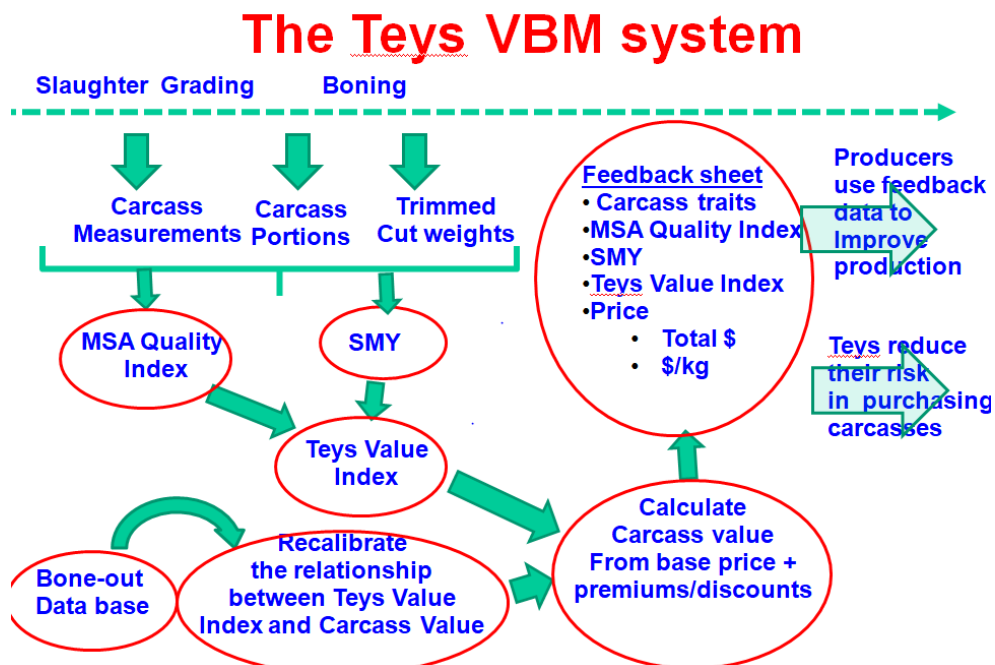 The Teys VBM system
Slaughter Grading
Boning
Carcass
Measurements
Carcass
Portions
Trimmed
Cut weights
MSA Quality
Index
SMY
Teys Value
Index
Bone-out
Data base
Recalibrate
the relationship
between Teys Value
Index and Carcass Value
Calculate
Carcass value
From base price +
premiums/discounts
Feedback sheet
• Carcass traits
•MSA Quality Index
•SMY
•Teys Value Index
•Price
• Total $
• $/kg
Producers
use feedback
data to
Improve
production
Teys reduce
their risk
in purchasing
carcasses